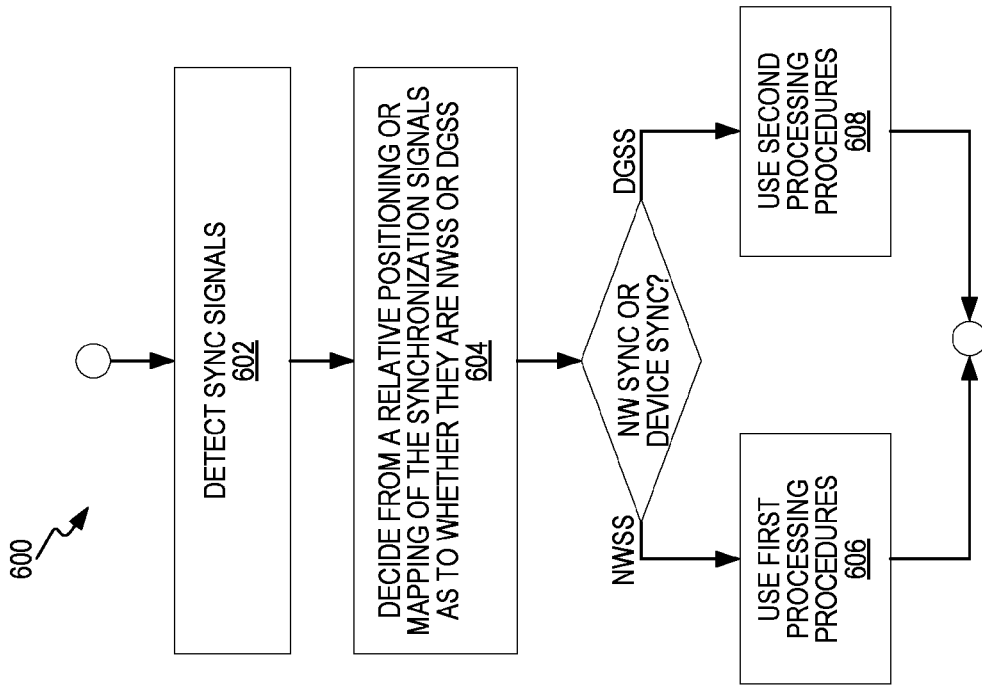 600
DETECT SYNC SIGNALS
602
DECIDE FROM A RELATIVE POSITIONING OR
MAPPING OF THE SYNCHRONIZATION SIGNALS
AS TO WHETHER THEY ARE NWSS OR DGSS
604
NW SYNC OR
DEVICE SYNC?
NWSS
DGSS
USE FIRST
PROCESSING
PROCEDURES
606
USE SECOND
PROCESSING
PROCEDURES
608